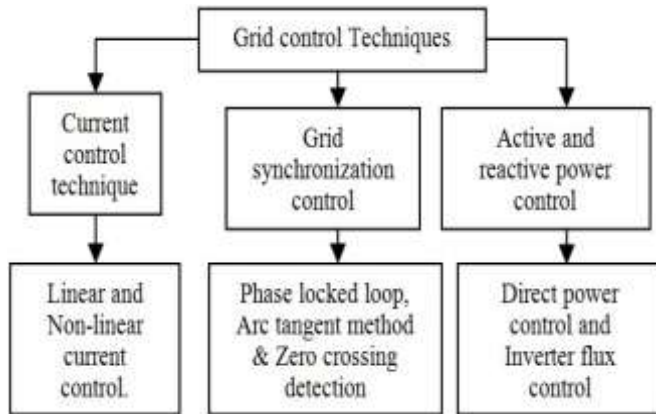 Grid control Techniques
Current
control
technique
Grid
synchronization
control
Active and
reactive power
control
Linear and
Non-linear
current
control.
Phase locked loop,
Arc tangent method
& Zero crossing
detection
Direct power
control and
Inverter flux
control